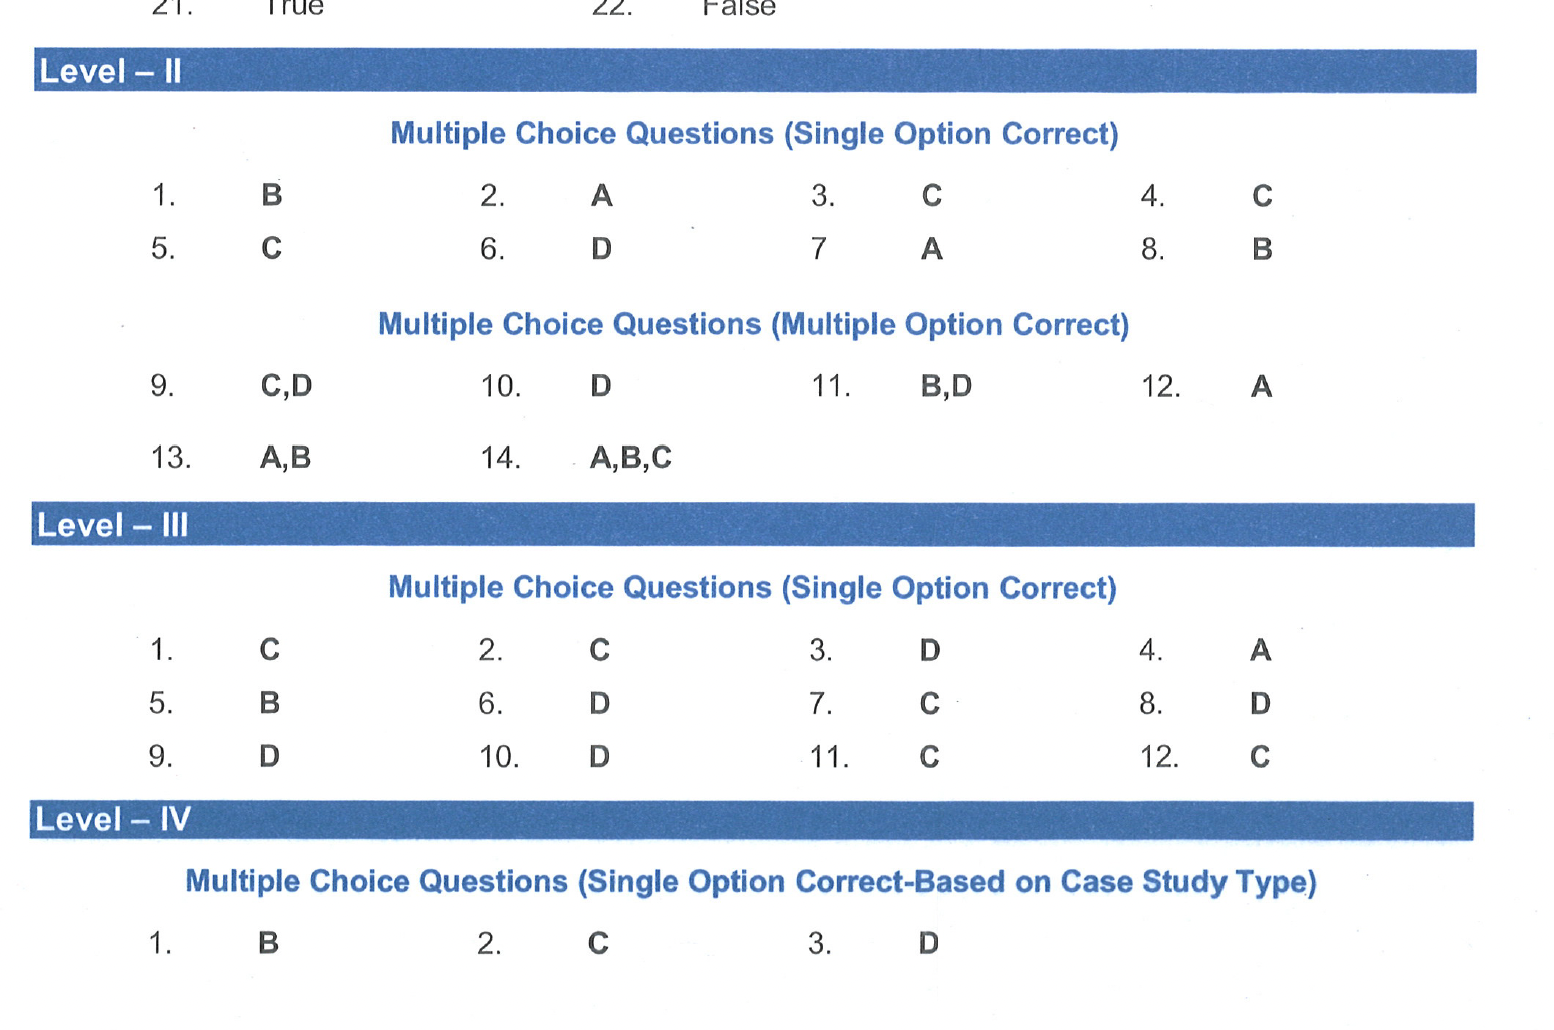 21. True 22. False
Level – II
Multiple Choice Questions (Single Option Correct)
1. B 2. A 3. C 4. C
5. C 6. D 7 A 8. B
Multiple Choice Questions (Multiple Option Correct)
9. C,D 10. D 11. B,D 12. A
13. A,B 14. A,B,C
Level – III
Multiple Choice Questions (Single Option Correct)
1. C 2. C 3. D 4. A
5. B 6. D 7. C 8. D
9. D 10. D 11. C 12. C
Level – IV
Multiple Choice Questions (Single Option Correct-Based on Case Study Type)
1. B 2. C 3. D